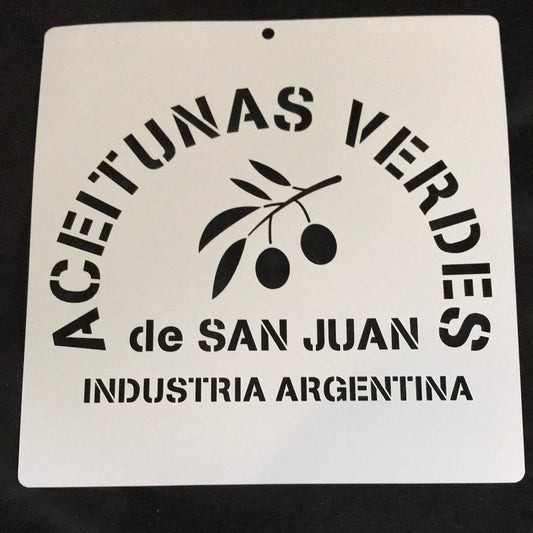 ACEITUNAS VERDES
de SAN JUAN
INDUSTRIA ARGENTINA